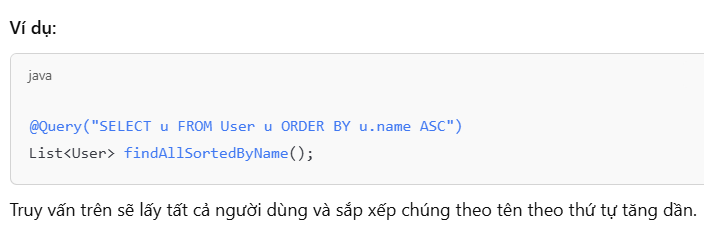 Ví dụ:
java
@Query("SELECT u FROM User u ORDER BY u.name ASC")
List<User> findAllSortedByName();
Truy vấn trên sẽ lấy tất cả người dùng và sắp xếp chúng theo tên theo thứ tự tăng dần.